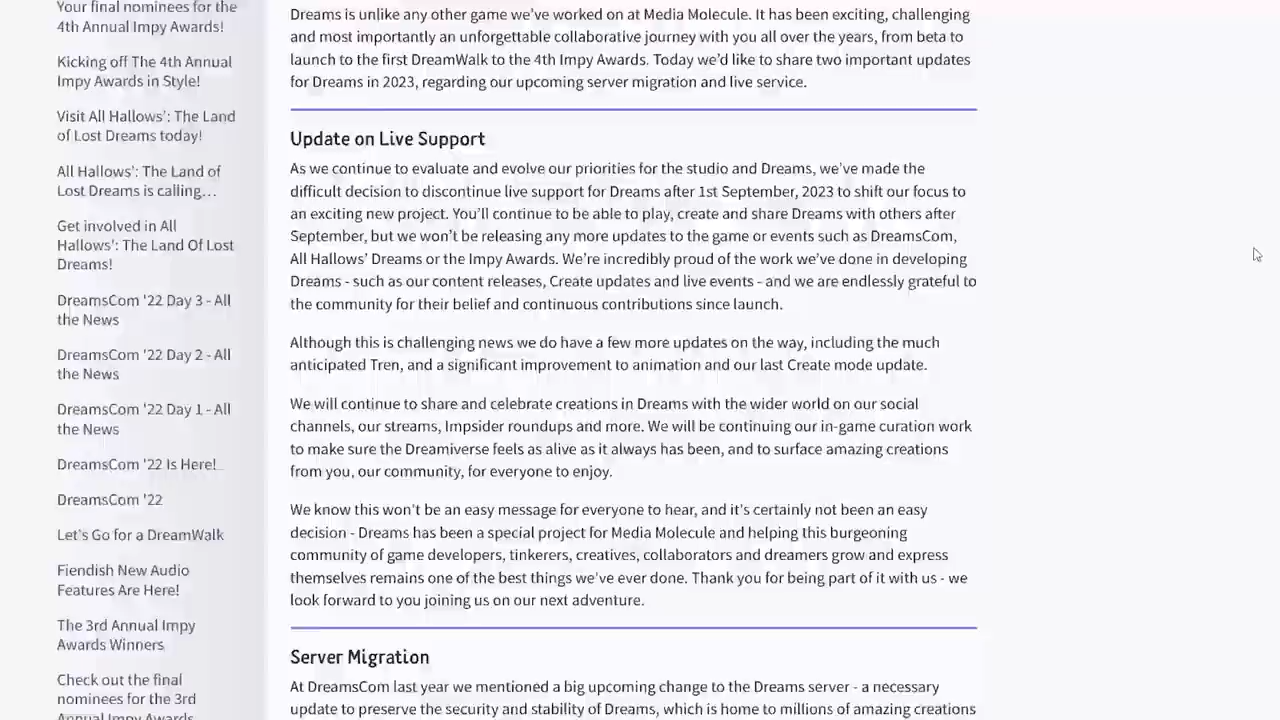 Your final nominees for the
4th Annual Impy Awards!
Kicking off The 4th Annual
Impy Awards in Style!
Visit All Hallows': The Land
of Lost Dreams today!
All Hallows': The Land of
Lost Dreams is calling…
Get involved in All
Hallows': The Land Of Lost
Dreams!
DreamsCom '22 Day 3 - All
the News
DreamsCom '22 Day 2 - All
the News
DreamsCom '22 Day 1 - All
the News
DreamsCom '22 Is Here!
DreamsCom '22
Let's Go for a DreamWalk
Fiendish New Audio
Features Are Here!
The 3rd Annual Impy
Awards Winners
Check out the final
nominees for the 3rd
Annual Impy Awards
Dreams is unlike any other game we've worked on at Media Molecule. It has been exciting, challenging
and most importantly an unforgettable collaborative journey with you all over the years, from beta to
launch to the first DreamWalk to the 4th Impy Awards. Today we'd like to share two important updates
for Dreams in 2023, regarding our upcoming server migration and live service.
Update on Live Support
As we continue to evaluate and evolve our priorities for the studio and Dreams, we've made the
difficult decision to discontinue live support for Dreams after 1st September, 2023 to shift our focus to
an exciting new project. You'll continue to be able to play, create and share Dreams with others after
September, but we won't be releasing any more updates to the game or events such as DreamsCom,
All Hallows' Dreams or the Impy Awards. We're incredibly proud of the work we've done in developing
Dreams - such as our content releases, Create updates and live events - and we are endlessly grateful to
the community for their belief and continuous contributions since launch.
Although this is challenging news we do have a few more updates on the way, including the much
anticipated Tren, and a significant improvement to animation and our last Create mode update.
We will continue to share and celebrate creations in Dreams with the wider world on our social
channels, our streams, Impsider roundups and more. We will be continuing our in-game curation work
to make sure the Dreamiverse feels as alive as it always has been, and to surface amazing creations
from you, our community, for everyone to enjoy.
We know this won't be an easy message for everyone to hear, and it's certainly not been an easy
decision - Dreams has been a special project for Media Molecule and helping this burgeoning
community of game developers, tinkerers, creatives, collaborators and dreamers grow and express
themselves remains one of the best things we've ever done. Thank you for being part of it with us - we
look forward to you joining us on our next adventure.
Server Migration
At DreamsCom last year we mentioned a big upcoming change to the Dreams server - a necessary
update to preserve the security and stability of Dreams, which is home to millions of amazing creations